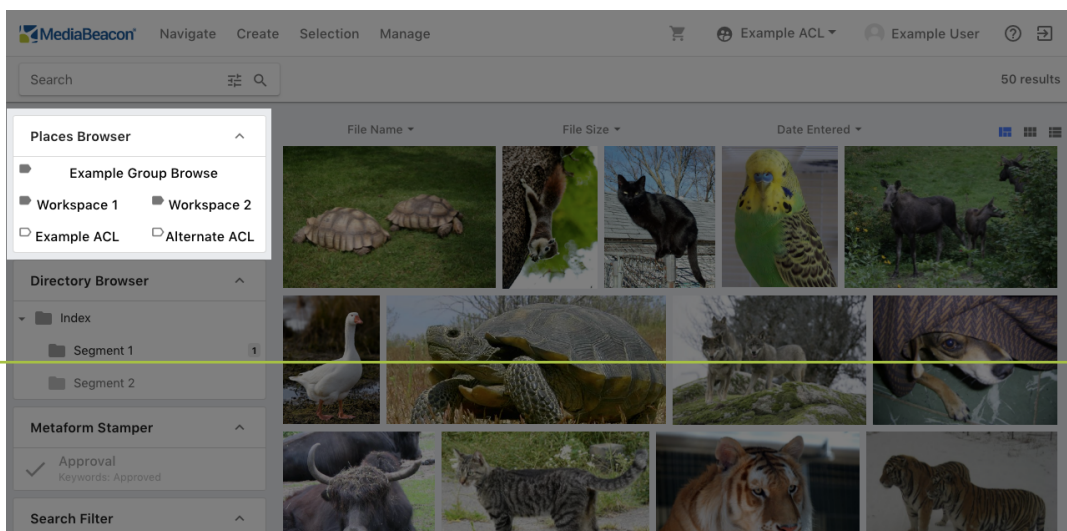 MediaBeacon® Navigate Create Selection Manage Example ACL Example User
Search 50 results
Places Browser
Example Group Browse
Workspace 1 Workspace 2
Example ACL Alternate ACL
Directory Browser
Index
Segment 1 1
Segment 2
Metaform Stamper
Approval
Keywords: Approved
Search Filter
File Name File Size Date Entered